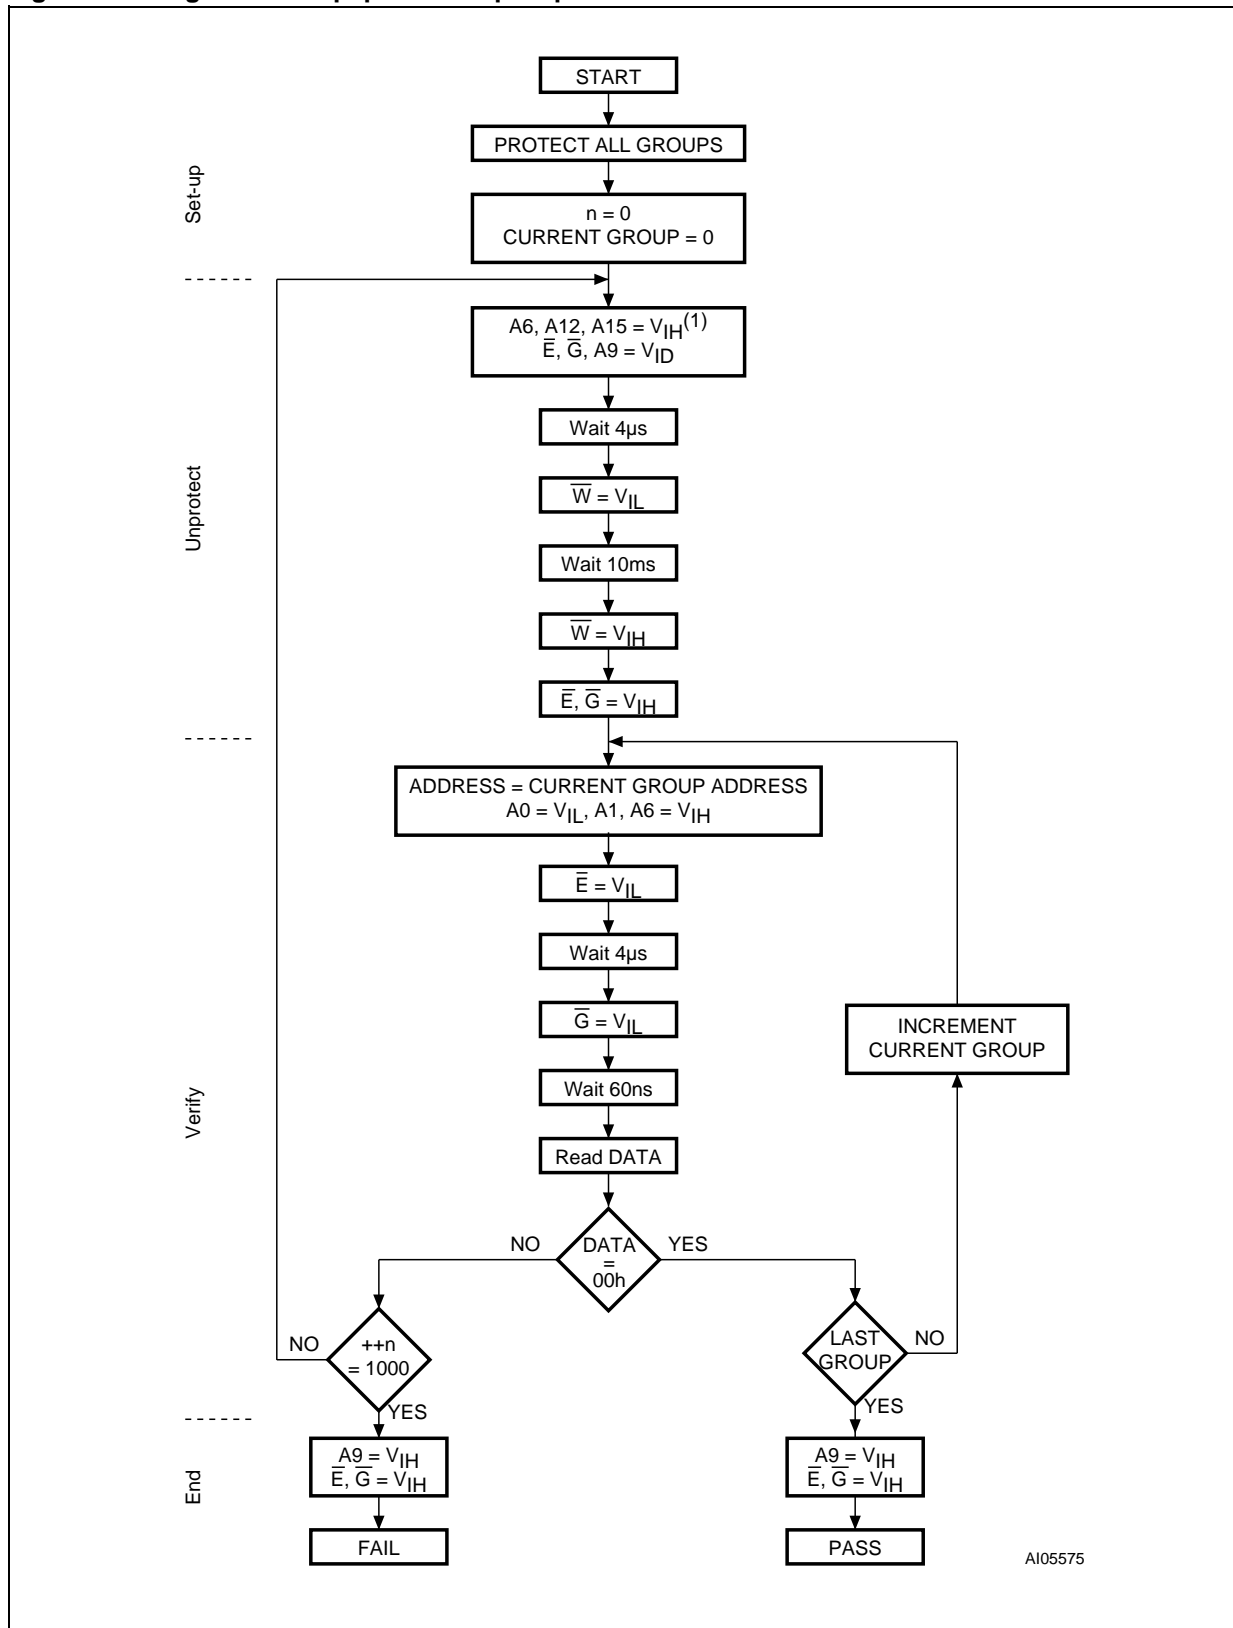 START
PROTECT ALL GROUPS
Set-up
n = 0
CURRENT GROUP = 0
A6, A12, A15 = VIH(1)
E̅, G̅, A9 = VID
Wait 4µs
Unprotect
W̅ = VIL
Wait 10ms
W̅ = VIH
E̅, G̅ = VIH
ADDRESS = CURRENT GROUP ADDRESS
A0 = VIL, A1, A6 = VIH
E̅ = VIL
Wait 4µs
G̅ = VIL
INCREMENT
CURRENT GROUP
Wait 60ns
Verify
Read DATA
NO
DATA
=
00h
YES
NO
++n
= 1000
LAST
GROUP
NO
YES
YES
End
A9 = VIH
E̅, G̅ = VIH
A9 = VIH
E̅, G̅ = VIH
FAIL
PASS
AI05575